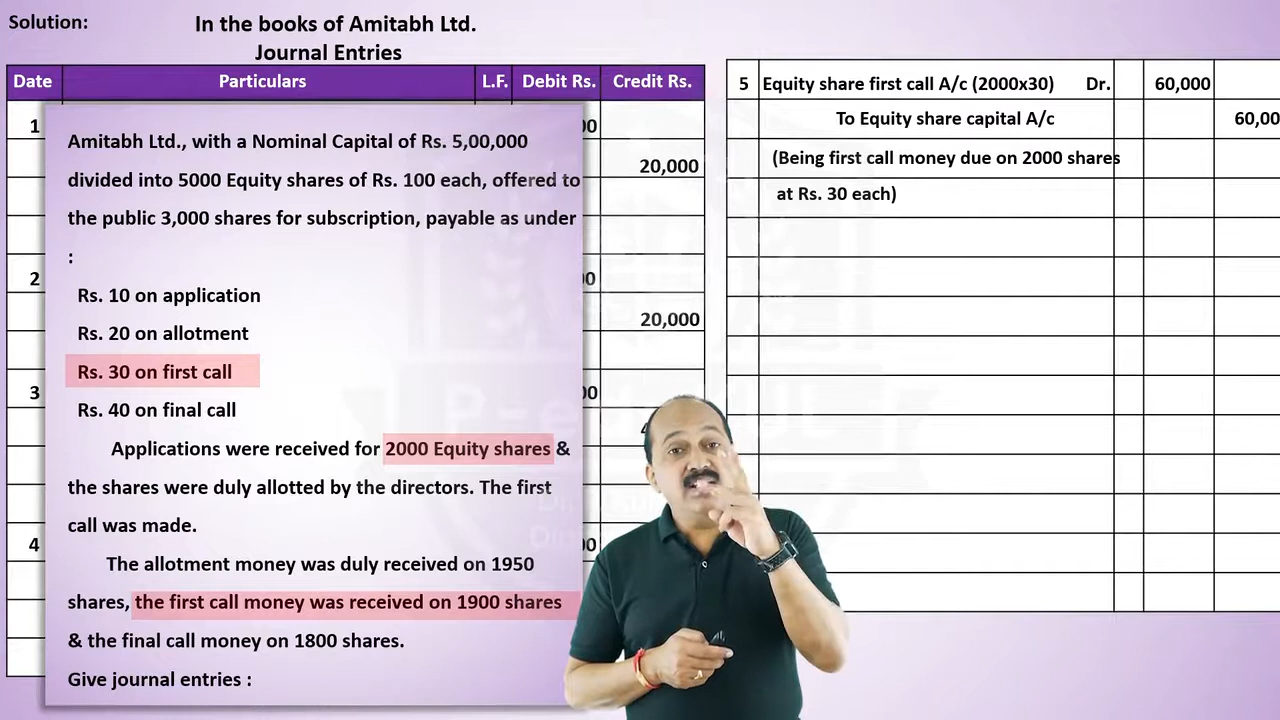 Solution:
In the books of Amitabh Ltd.
Journal Entries
Date Particulars L.F. Debit Rs. Credit Rs.
1
20,000
2
20,000
3
4
Amitabh Ltd., with a Nominal Capital of Rs. 5,00,000
divided into 5000 Equity shares of Rs. 100 each, offered to
the public 3,000 shares for subscription, payable as under
:
Rs. 10 on application
Rs. 20 on allotment
Rs. 30 on first call
Rs. 40 on final call
Applications were received for 2000 Equity shares &
the shares were duly allotted by the directors. The first
call was made.
The allotment money was duly received on 1950
shares, the first call money was received on 1900 shares
& the final call money on 1800 shares.
Give journal entries :
5 Equity share first call A/c (2000x30) Dr. 60,000
To Equity share capital A/c 60,00
(Being first call money due on 2000 shares
at Rs. 30 each)